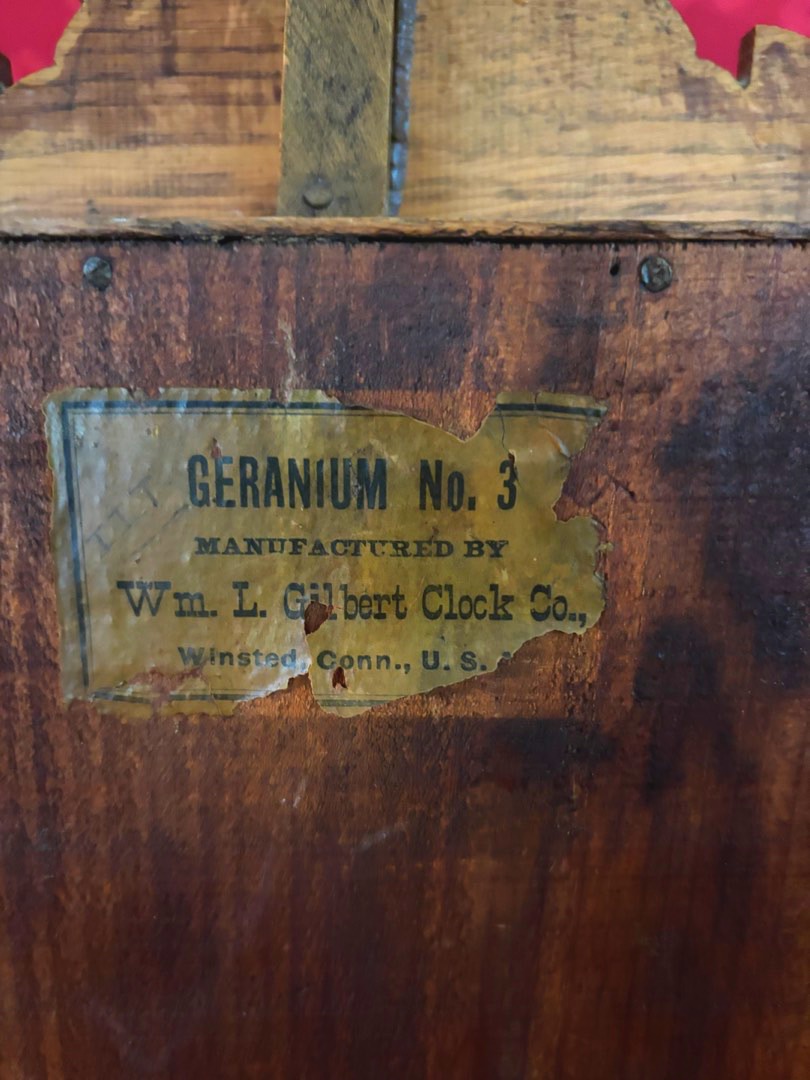 GERANIUM No. 3
MANUFACTURED BY
Wm. L. Gilbert Clock Co.,
Winsted, Conn., U. S.